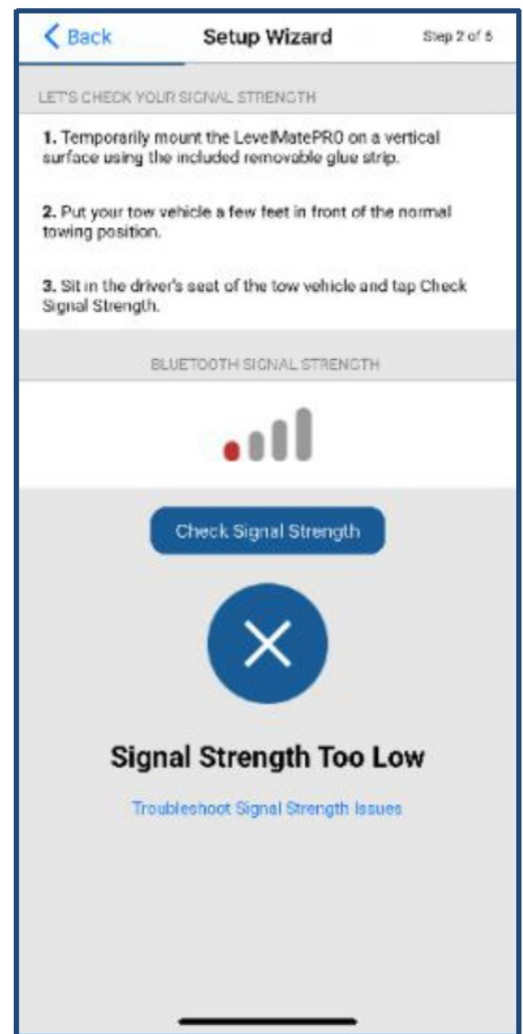 Back
Setup Wizard
Step 2 of 5
LET'S CHECK YOUR SIGNAL STRENGTH
1. Temporarily mount the LevelMatePRO on a vertical
surface using the included removable glue strip.
2. Put your tow vehicle a few feet in front of the normal
towing position.
3. Sit in the driver's seat of the tow vehicle and tap Check
Signal Strength.
BLUETOOTH SIGNAL STRENGTH
Check Signal Strength
Signal Strength Too Low
Troubleshoot Signal Strength Issues